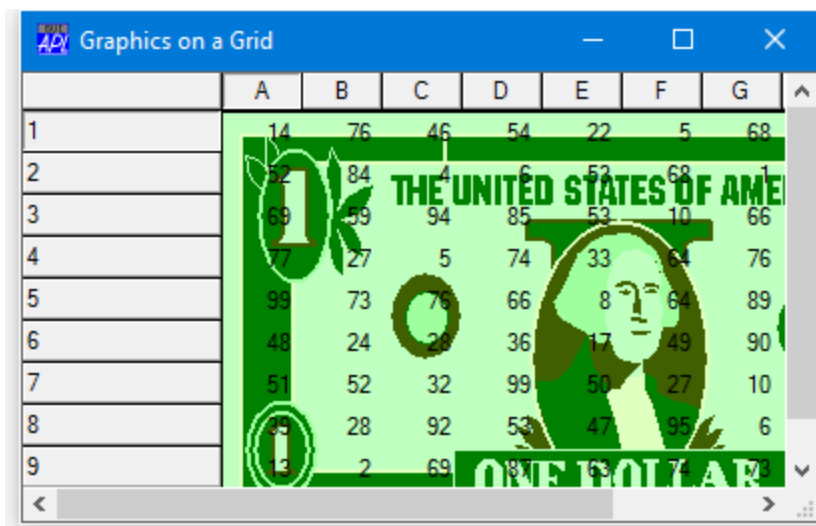 APL Graphics on a Grid
A B C D E F G
1 14 76 46 54 22 5 68
2 52 84 4 6 53 68 1
THE UNITED STATES OF AME
3 69 59 94 85 53 10 66
4 77 27 5 74 33 64 76
5 99 73 76 66 8 64 89
6 48 24 28 36 17 49 90
7 51 52 32 99 50 27 10
8 39 28 92 53 47 95 6
9 13 2 69 87 63 74 73
ONE DOLLAR